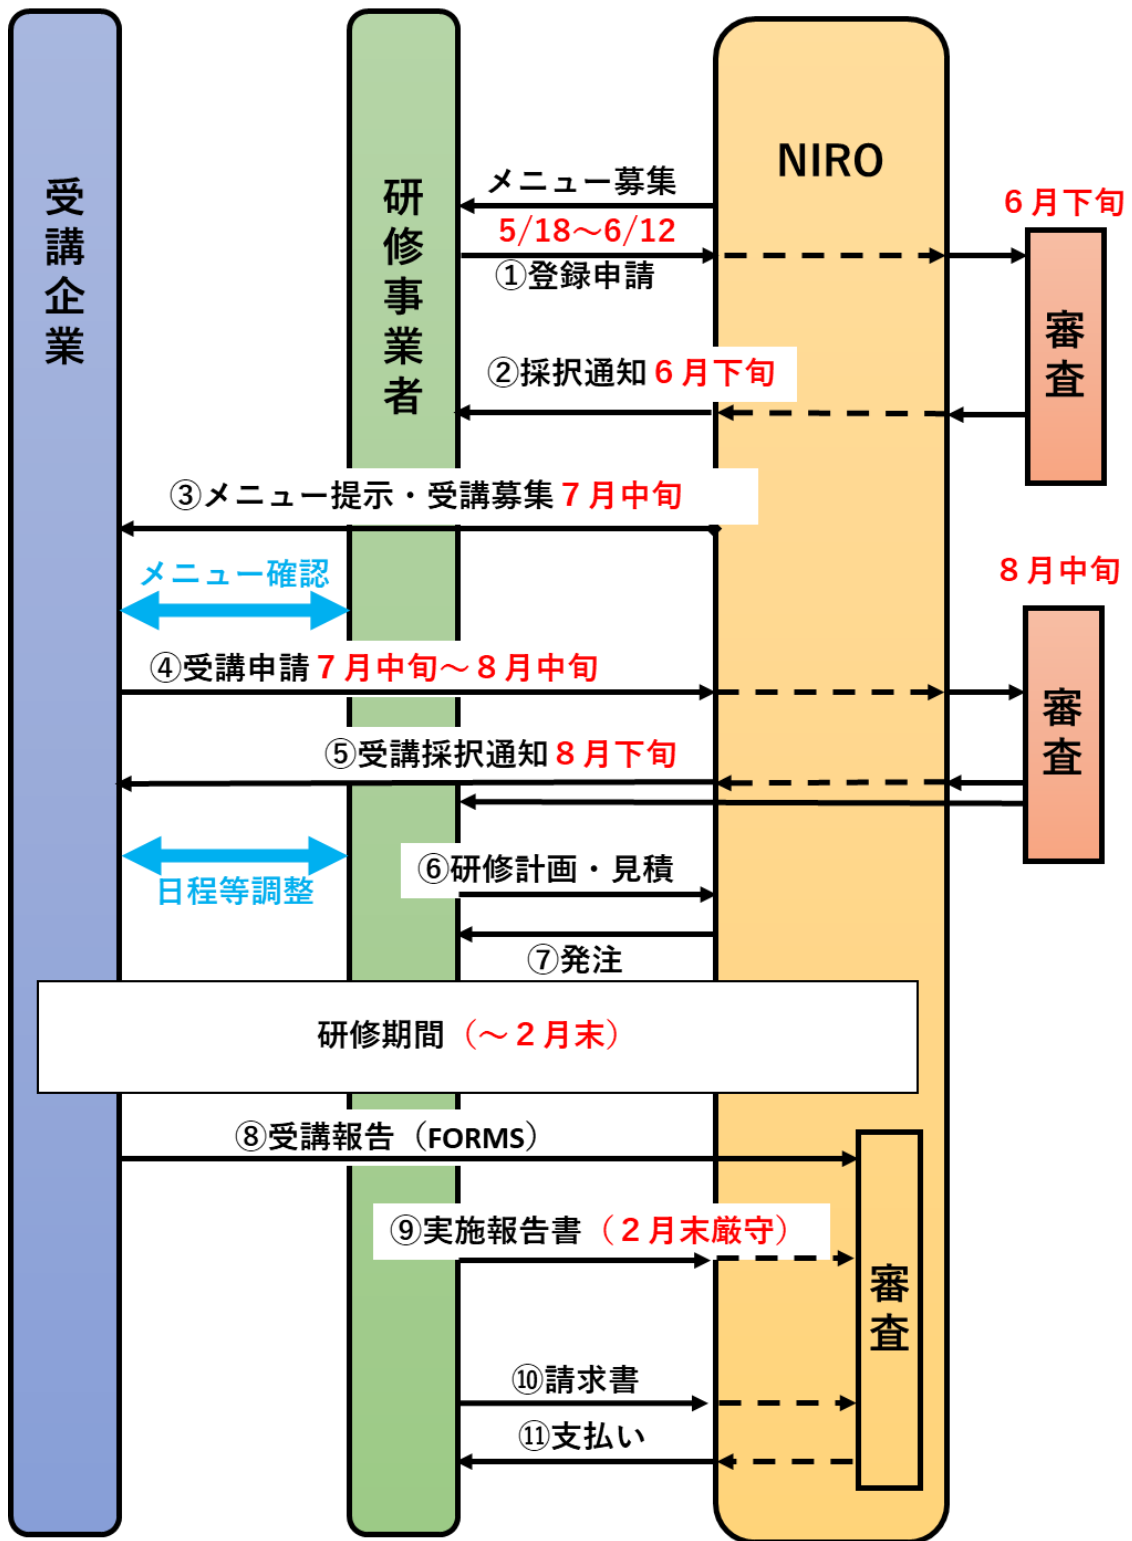 受講企業
研修事業者
NIRO
メニュー募集
5/18～6/12
①登録申請
6月下旬
審査
②採択通知 6月下旬
③メニュー提示・受講募集 7月中旬
メニュー確認
8月中旬
④受講申請 7月中旬～8月中旬
審査
⑤受講採択通知 8月下旬
日程等調整
⑥研修計画・見積
⑦発注
研修期間（～2月末）
⑧受講報告（FORMS）
⑨実施報告書（2月末厳守）
審査
⑩請求書
⑪支払い